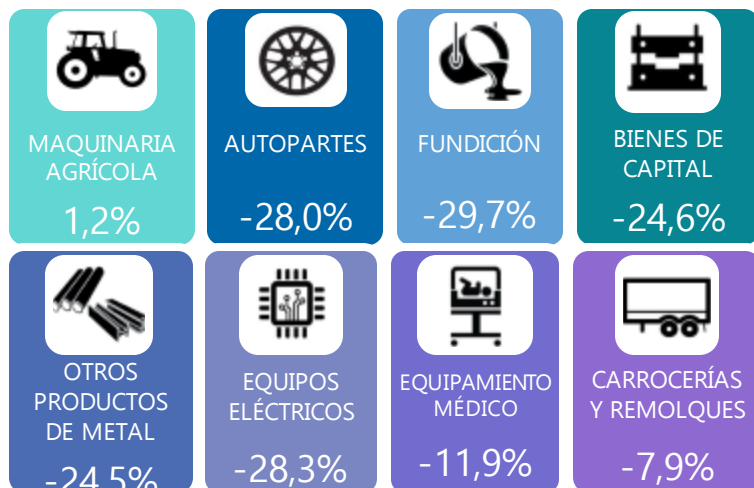 MAQUINARIA
AGRÍCOLA
1,2%
AUTOPARTES
-28,0%
FUNDICIÓN
-29,7%
BIENES DE
CAPITAL
-24,6%
OTROS
PRODUCTOS
DE METAL
-24,5%
EQUIPOS
ELÉCTRICOS
-28,3%
EQUIPAMIENTO
MÉDICO
-11,9%
CARROCERÍAS
Y REMOLQUES
-7,9%